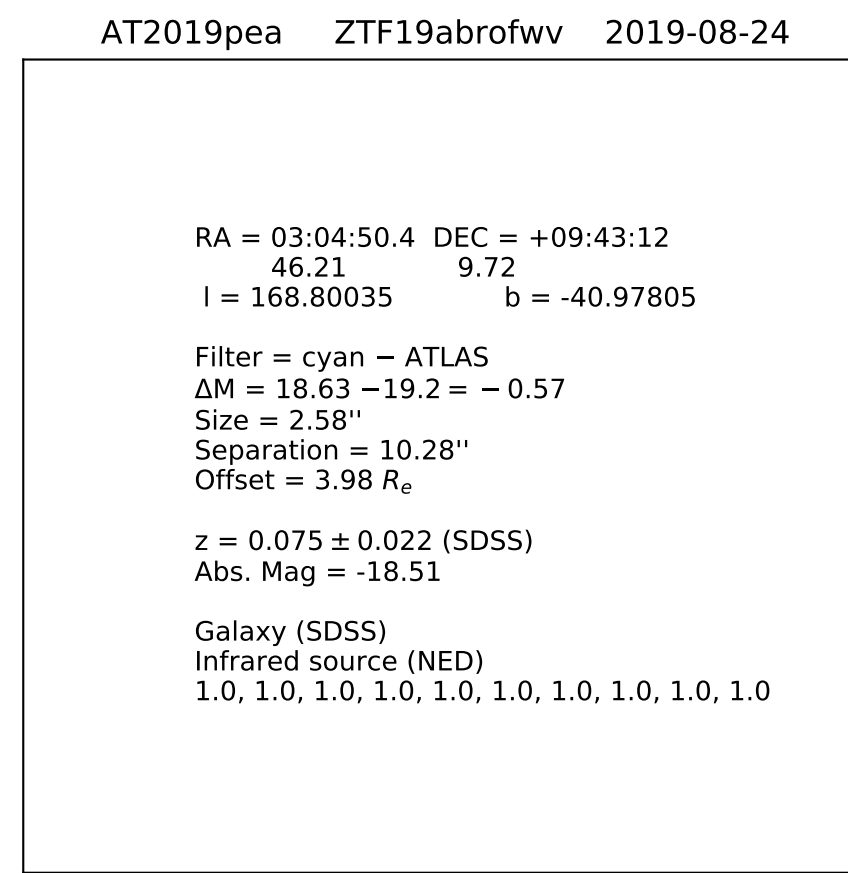 AT2019pea ZTF19abrofwv 2019-08-24
RA = 03:04:50.4 DEC = +09:43:12
46.21 9.72
l = 168.80035 b = -40.97805
Filter = cyan − ATLAS
ΔM = 18.63 −19.2 = − 0.57
Size = 2.58''
Separation = 10.28''
Offset = 3.98 Rₑ
z = 0.075 ± 0.022 (SDSS)
Abs. Mag = -18.51
Galaxy (SDSS)
Infrared source (NED)
1.0, 1.0, 1.0, 1.0, 1.0, 1.0, 1.0, 1.0, 1.0, 1.0